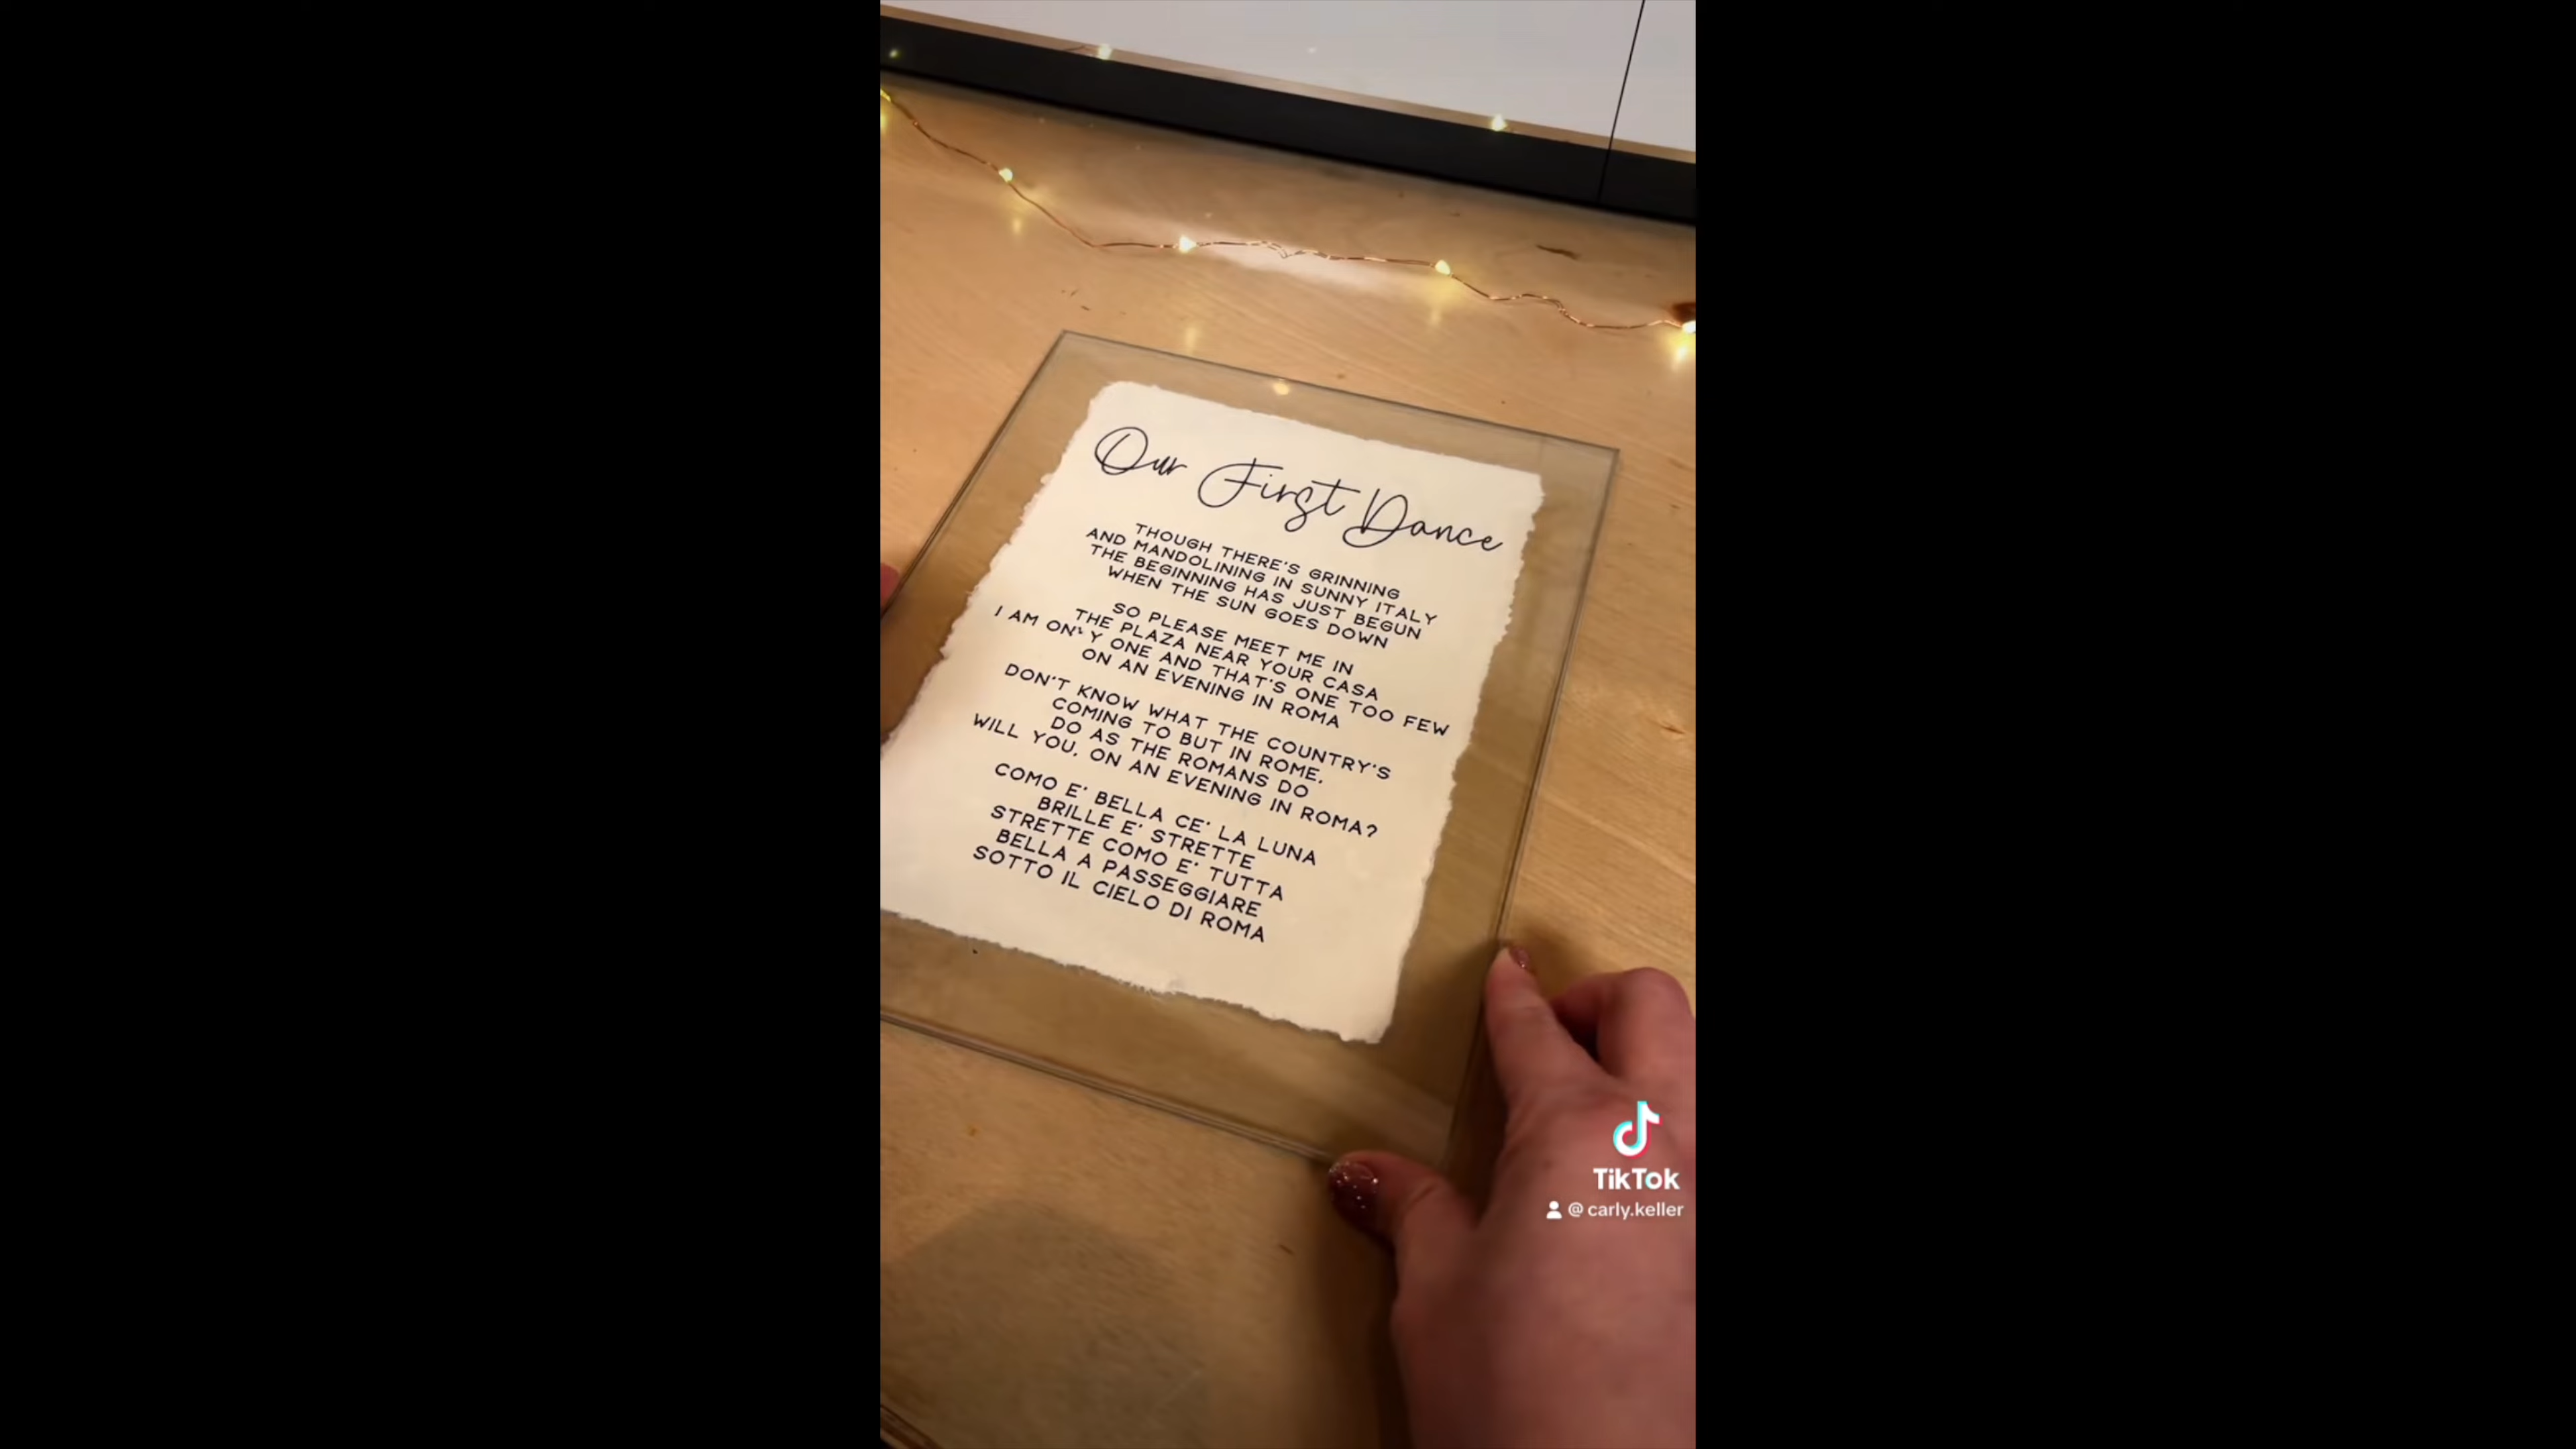 Our First Dance
THOUGH THERE'S GRINNING
AND MANDOLINING IN SUNNY ITALY
THE BEGINNING HAS JUST BEGUN
WHEN THE SUN GOES DOWN
SO PLEASE MEET ME IN
THE PLAZA NEAR YOUR CASA
I AM ONLY ONE AND THAT'S ONE TOO FEW
ON AN EVENING IN ROMA
DON'T KNOW WHAT THE COUNTRY'S
COMING TO BUT IN ROME,
DO AS THE ROMANS DO
WILL YOU, ON AN EVENING IN ROMA?
COMO E' BELLA CE' LA LUNA
BRILLE E' STRETTE
STRETTE COMO E' TUTTA
BELLA A PASSEGGIARE
SOTTO IL CIELO DI ROMA
TikTok
@carly.keller